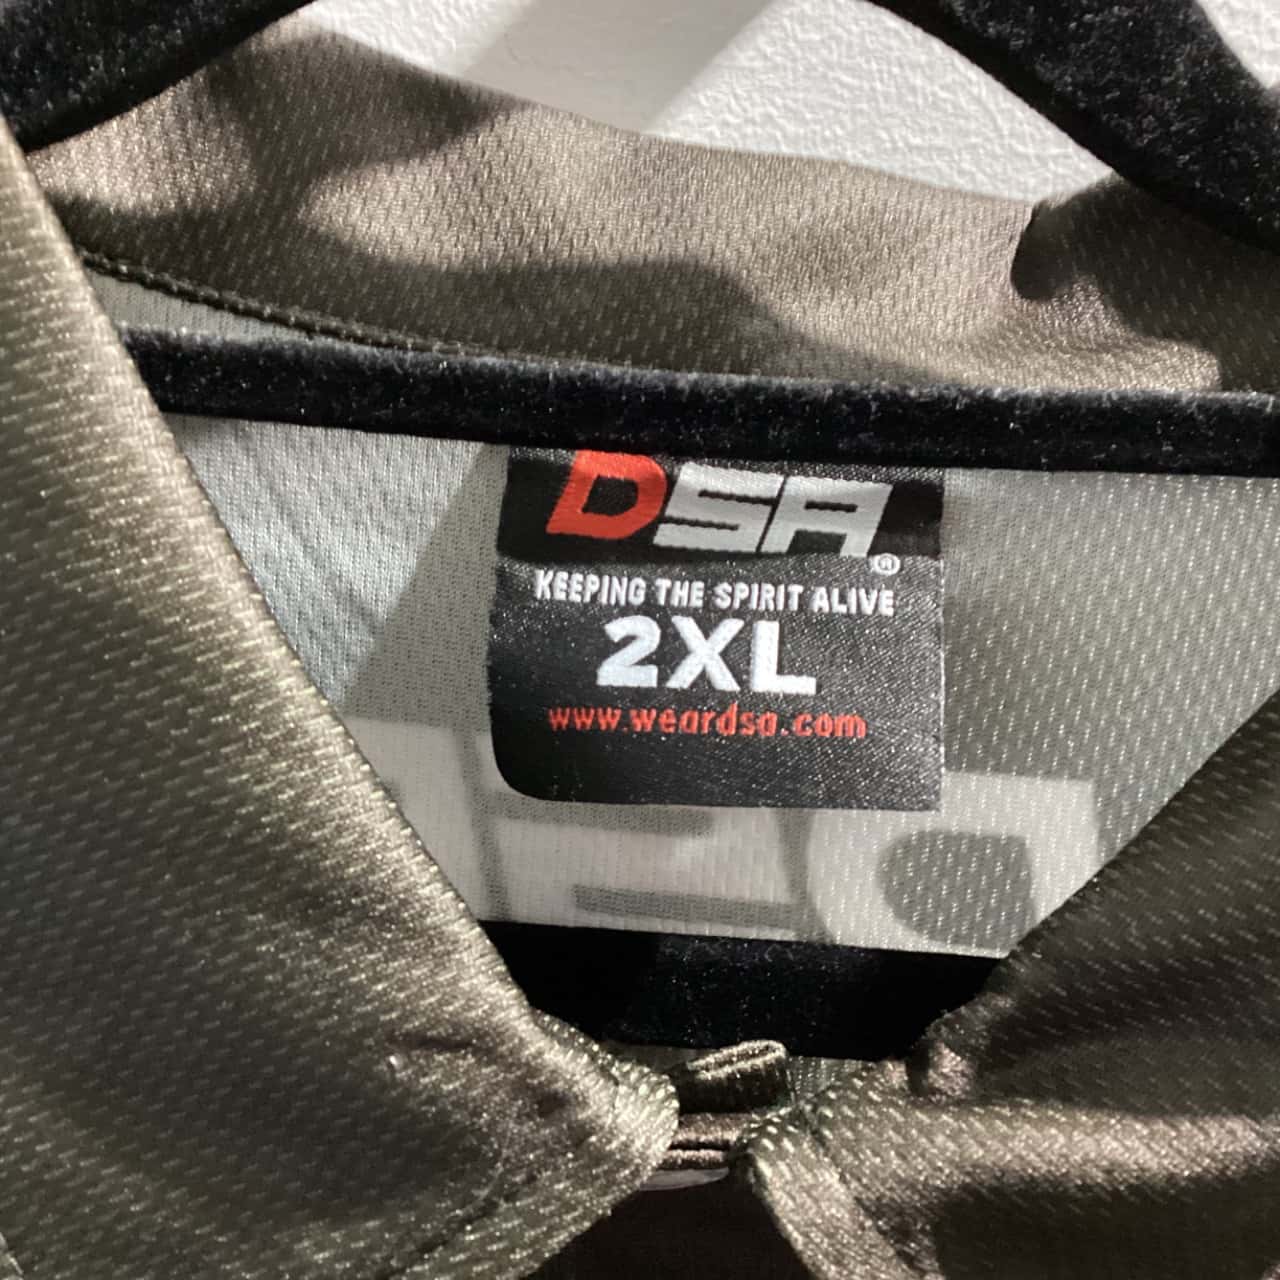 DSA®
KEEPING THE SPIRIT ALIVE
2XL
www.weardsa.com